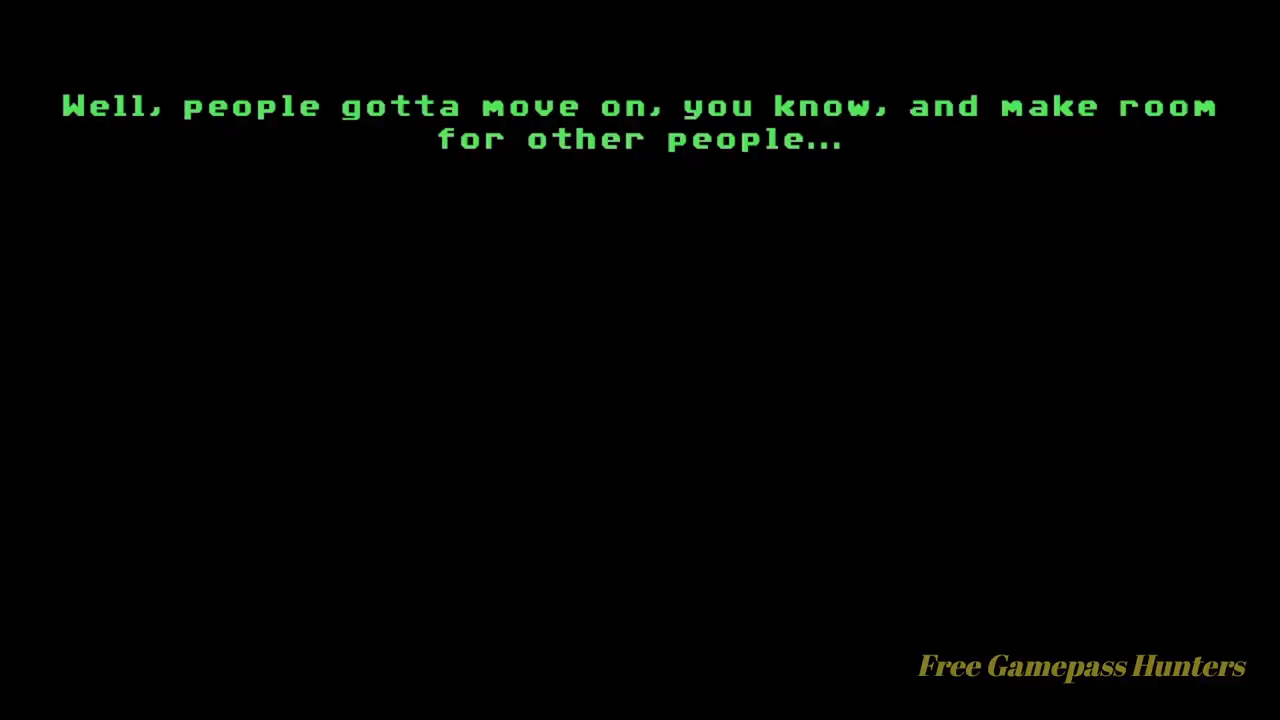 Well, people gotta move on, you know, and make room
for other people...
Free Gamepass Hunters